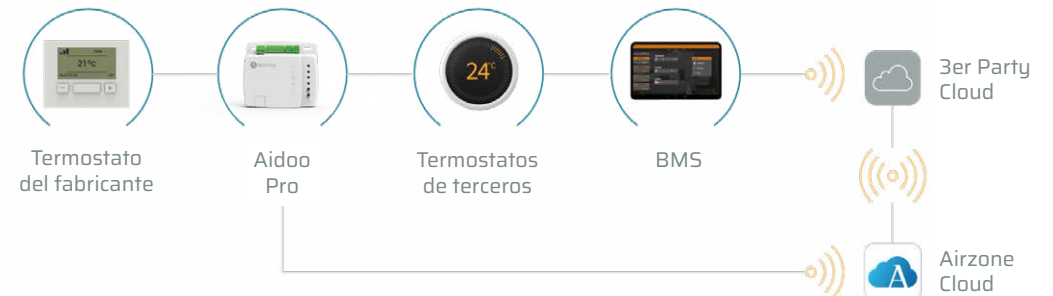 21°C
24°
Termostato
del fabricante
Aidoo
Pro
Termostatos
de terceros
BMS
3er Party
Cloud
Airzone
Cloud
A